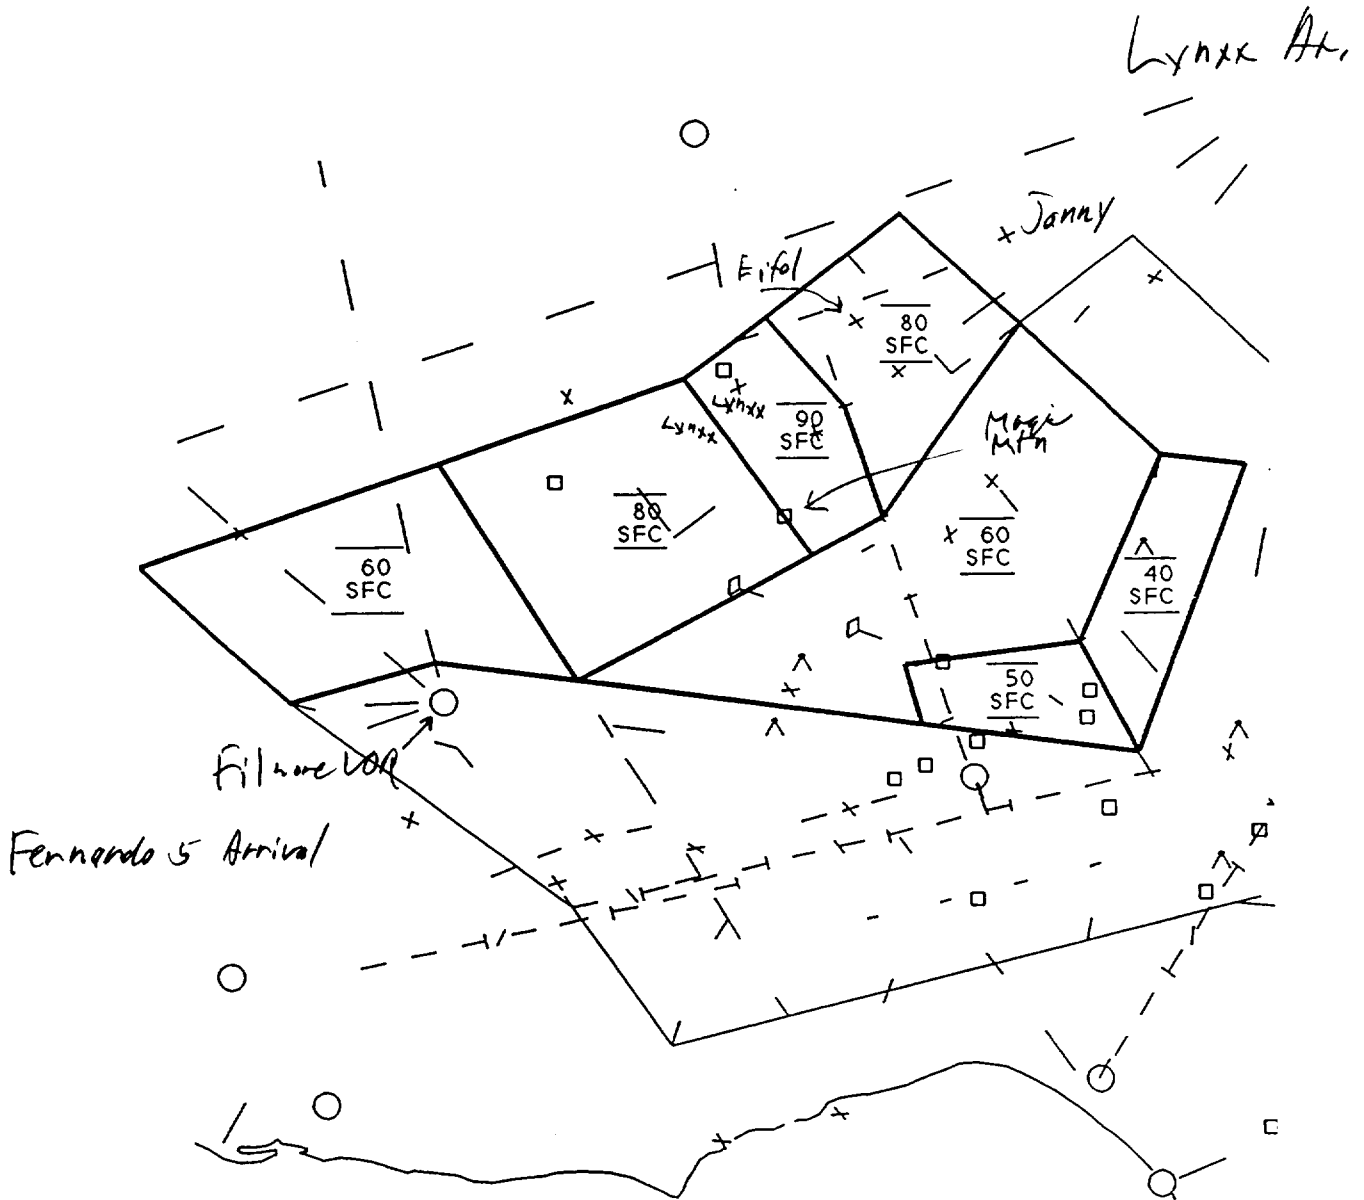 Lynxx Ar.
Janny
Eifol
80
SFC
Lynxx
Lynxx
90
SFC
Magic
Mtn
80
SFC
60
SFC
60
SFC
40
SFC
50
SFC
Filmore VOR
Fernando 5 Arrival